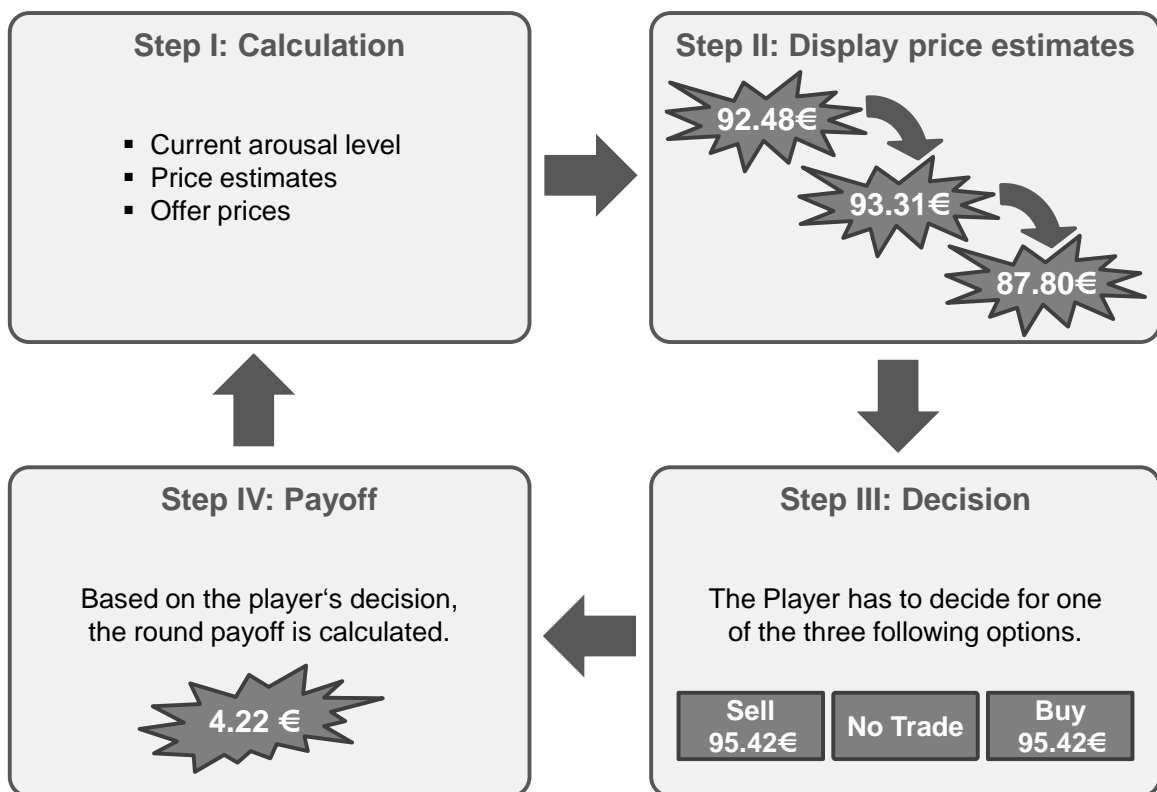 Step I: Calculation
▪ Current arousal level
▪ Price estimates
▪ Offer prices
Step II: Display price estimates
92.48€
93.31€
87.80€
Step III: Decision
The Player has to decide for one
of the three following options.
Sell
95.42€
No Trade
Buy
95.42€
Step IV: Payoff
Based on the player‘s decision,
the round payoff is calculated.
4.22 €